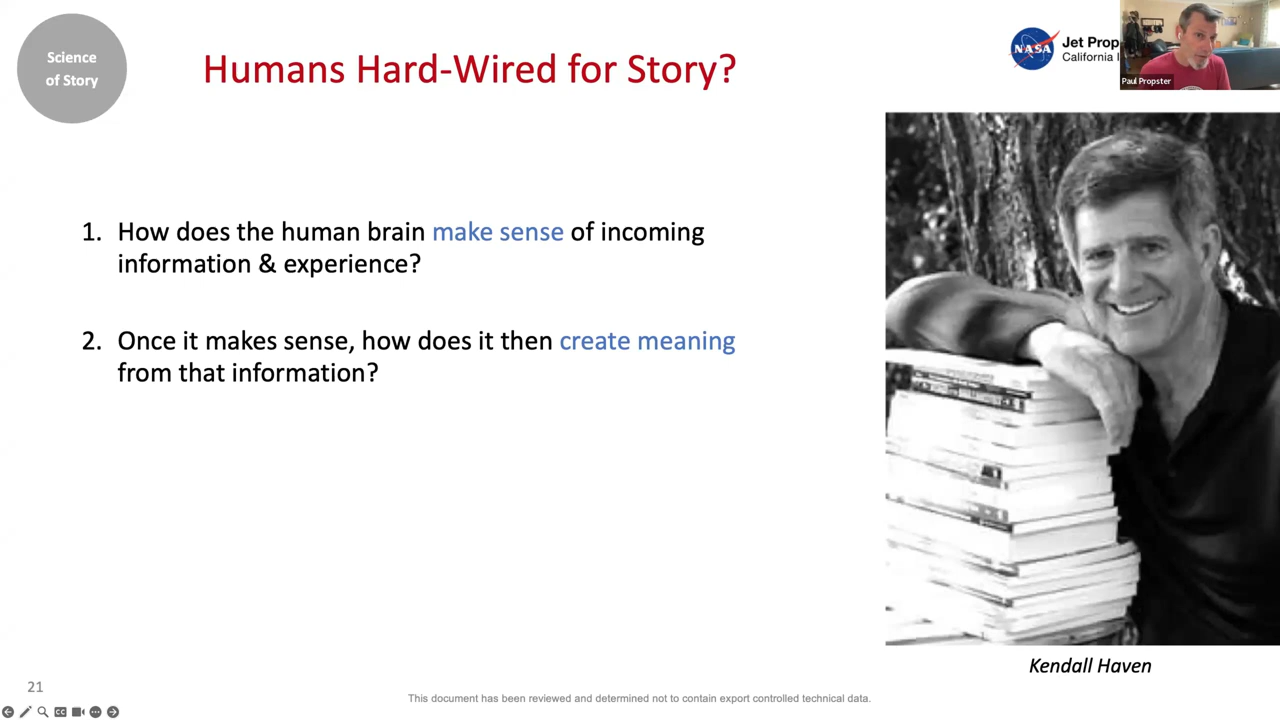 Science
of Story
Humans Hard-Wired for Story?
NASA
Jet Prop
California I
Paul Propster
1. How does the human brain make sense of incoming
information & experience?
2. Once it makes sense, how does it then create meaning
from that information?
Kendall Haven
21
This document has been reviewed and determined not to contain export controlled technical data.
CC